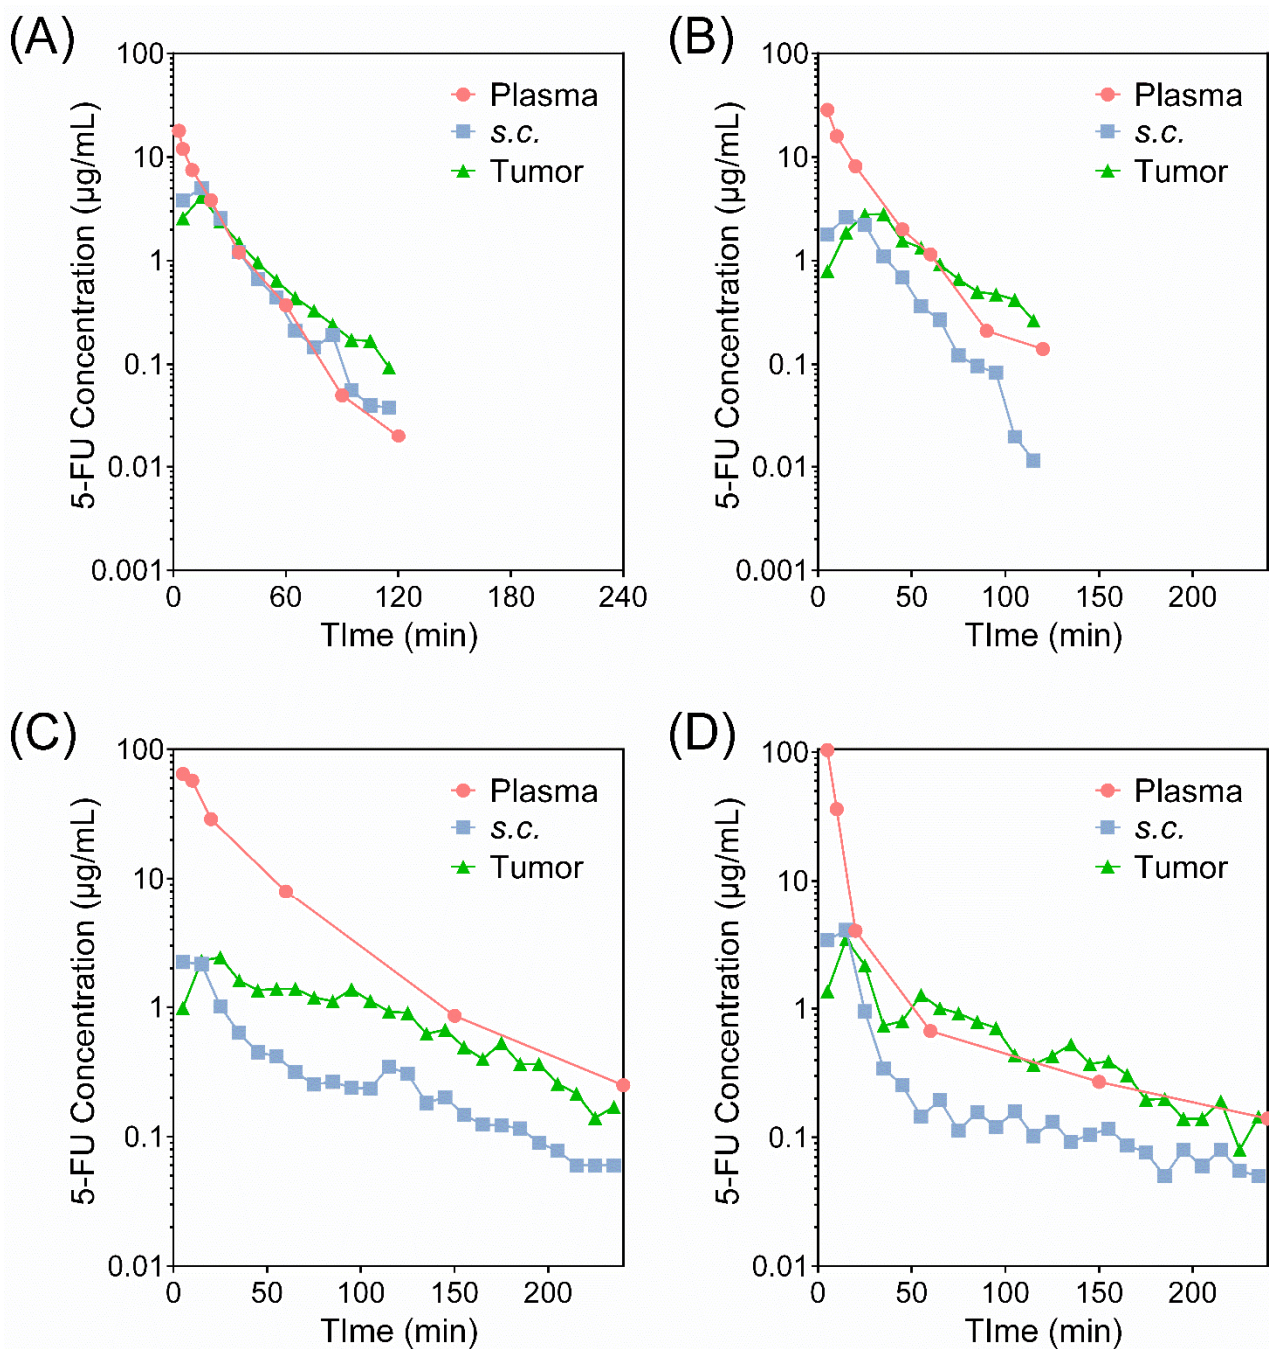 (A)
5-FU Concentration (µg/mL)
100
10
1
0.1
0.01
0.001
0
60
120
180
240
TIme (min)
Plasma
s.c.
Tumor
(B)
5-FU Concentration (µg/mL)
100
10
1
0.1
0.01
0.001
0
50
100
150
200
TIme (min)
Plasma
s.c.
Tumor
(C)
5-FU Concentration (µg/mL)
100
10
1
0.1
0.01
0
50
100
150
200
TIme (min)
Plasma
s.c.
Tumor
(D)
5-FU Concentration (µg/mL)
100
10
1
0.1
0.01
0
50
100
150
200
TIme (min)
Plasma
s.c.
Tumor